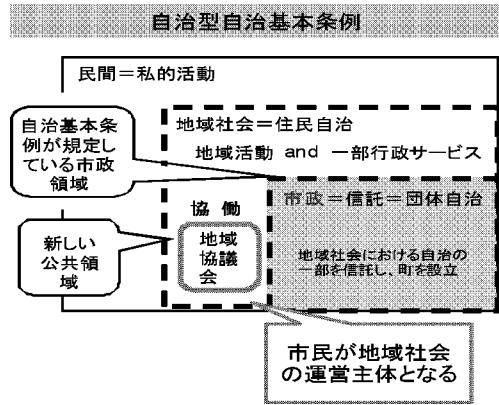 自治型自治基本条例
民間＝私的活動
自治基本条
例が規定し
ている市政
領域
地域社会＝住民自治
地域活動 and 一部行政サービス
協 働
地域
協議
会
市政＝信託＝団体自治
地域社会における自治の
一部を信託し、町を設立
新しい
公共領
域
市民が地域社会
の運営主体となる